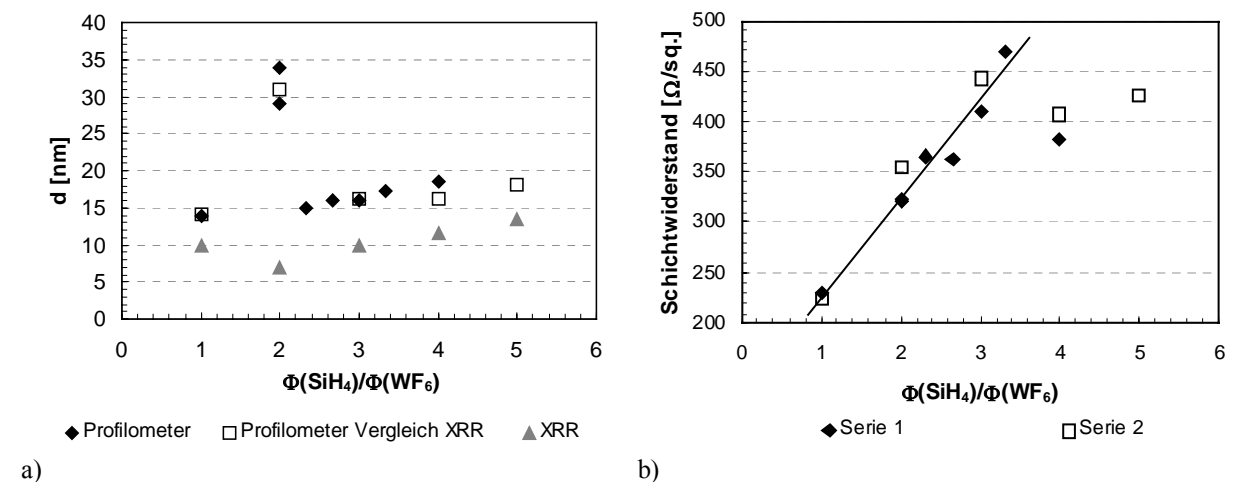 40
35
30
25
20
15
10
5
0
d [nm]
0 1 2 3 4 5 6
Φ(SiH₄)/Φ(WF₆)
Profilometer Profilometer Vergleich XRR XRR
a)
500
450
400
350
300
250
200
Schichtwiderstand [Ω/sq.]
0 1 2 3 4 5 6
Φ(SiH₄)/Φ(WF₆)
Serie 1 Serie 2
b)